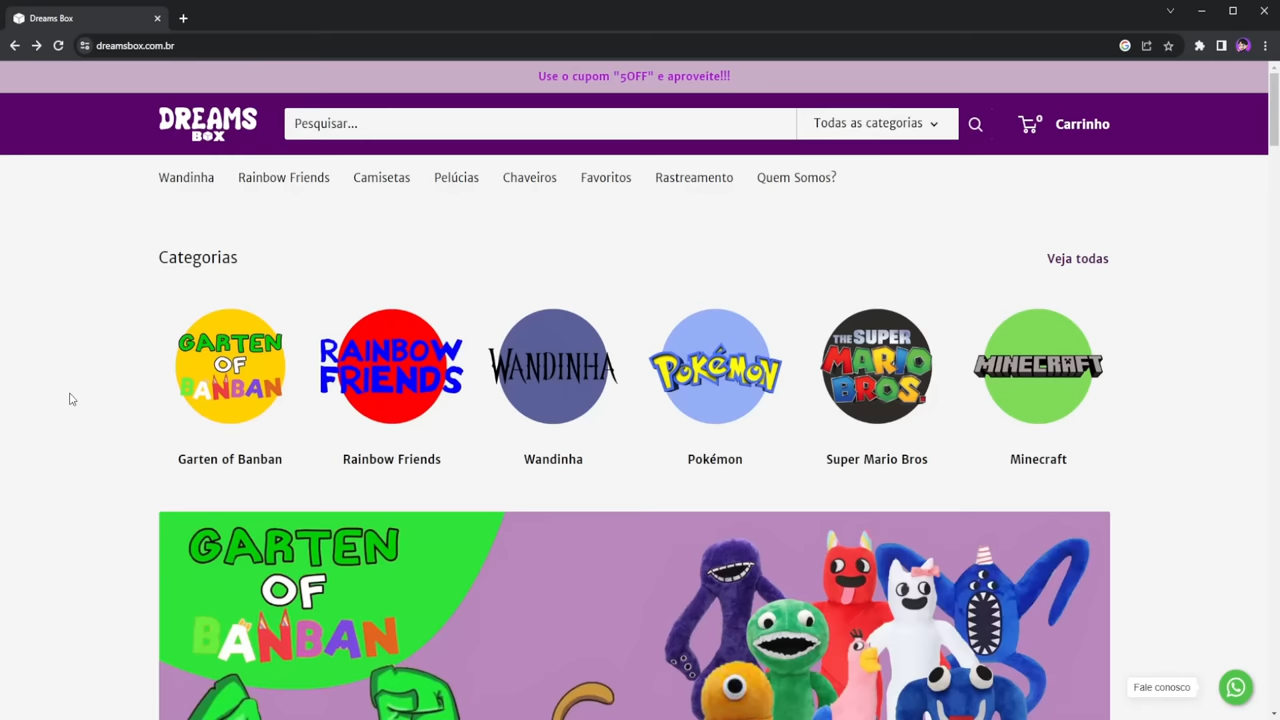 Dreams Box
dreamsbox.com.br
Use o cupom "5OFF" e aproveite!!!
DREAMS
BOX
Pesquisar...
Todas as categorias
0
Carrinho
Wandinha
Rainbow Friends
Camisetas
Pelúcias
Chaveiros
Favoritos
Rastreamento
Quem Somos?
Categorias
Veja todas
GARTEN
OF
BANBAN
RAINBOW
FRIENDS
WANDINHA
Pokémon
THE SUPER
MARIO
BROS.
MINECRAFT
Garten of Banban
Rainbow Friends
Wandinha
Pokémon
Super Mario Bros
Minecraft
GARTEN
OF
BANBAN
Fale conosco